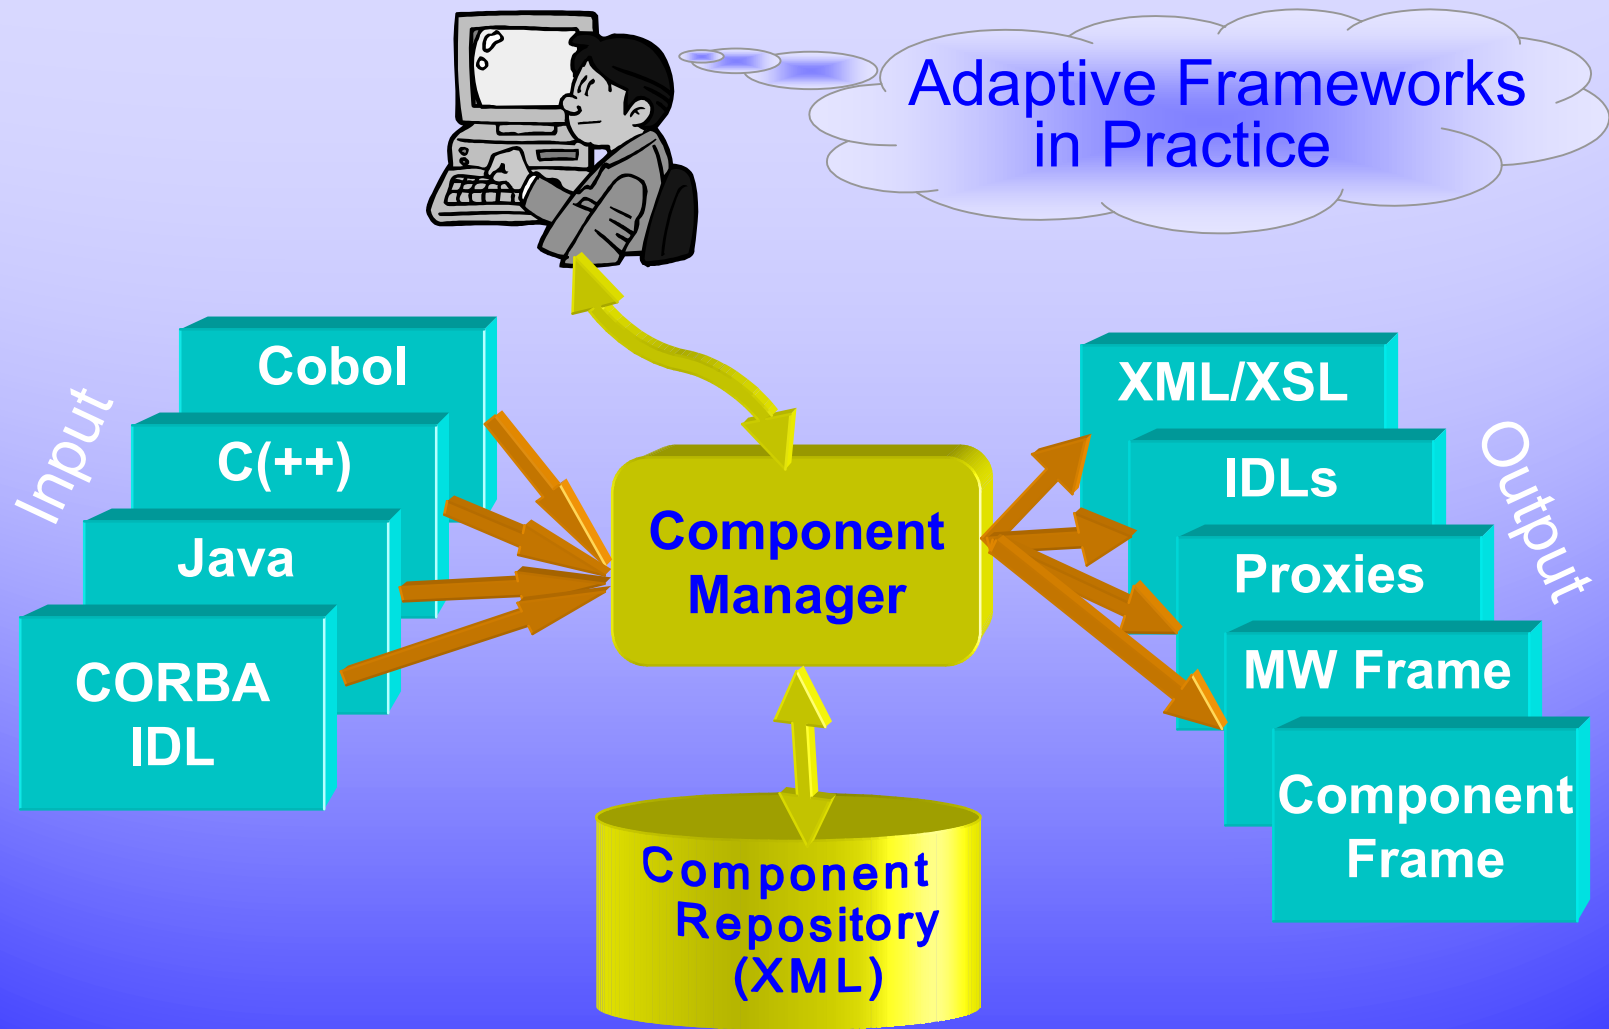 Adaptive Frameworks
in Practice
Input
Cobol
C(++)
Java
CORBA
IDL
Component
Manager
Component
Repository
(XML)
Output
XML/XSL
IDLs
Proxies
MW Frame
Component
Frame